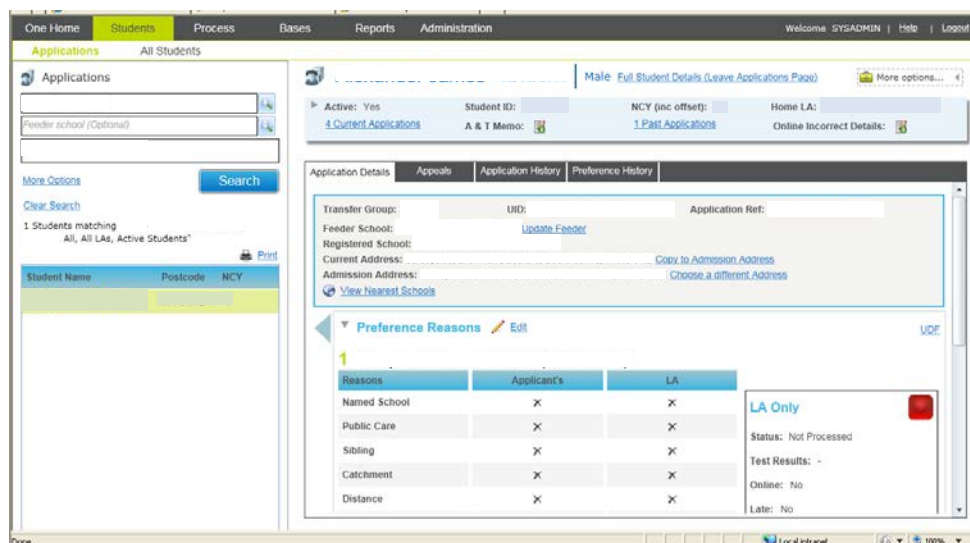 One Home Students Process Bases Reports Administration Welcome SYSADMIN | Help | Logout
Applications All Students
Applications
Feeder school (Optional)
More Options Search
Clear Search
1 Students matching
All, All LAs, Active Students"
Print
Student Name Postcode NCY
Male Full Student Details (Leave Applications Page) More options...
Active: Yes Student ID: NCY (inc offset): Home LA:
4 Current Applications A & T Memo: 1 Past Applications Online Incorrect Details:
Application Details Appeals Application History Preference History
Transfer Group: UID: Application Ref:
Feeder School: Update Feeder
Registered School:
Current Address: Copy to Admission Address
Admission Address: Choose a different Address
View Nearest Schools
Preference Reasons Edit UDF
1
Reasons Applicant's LA
Named School
Public Care
Sibling
Catchment
Distance
LA Only
Status: Not Processed
Test Results: -
Online: No
Late: No
Done Local intranet 100%